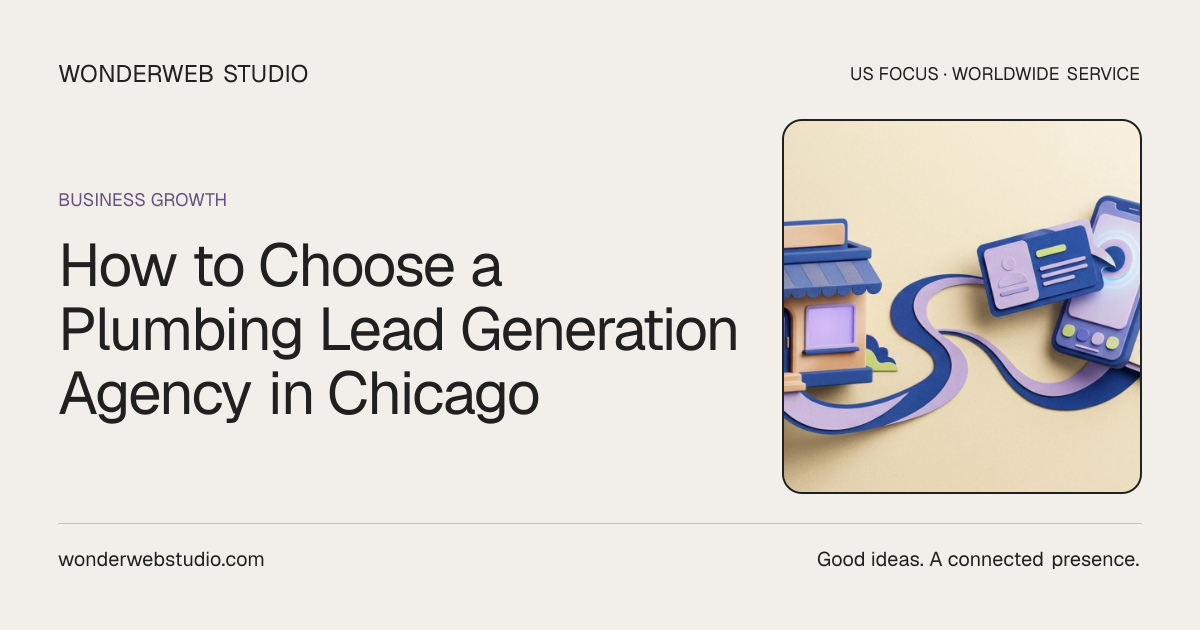 WONDERWEB STUDIO
US FOCUS · WORLDWIDE SERVICE
BUSINESS GROWTH
How to Choose a
Plumbing Lead Generation
Agency in Chicago
wonderwebstudio.com
Good ideas. A connected presence.